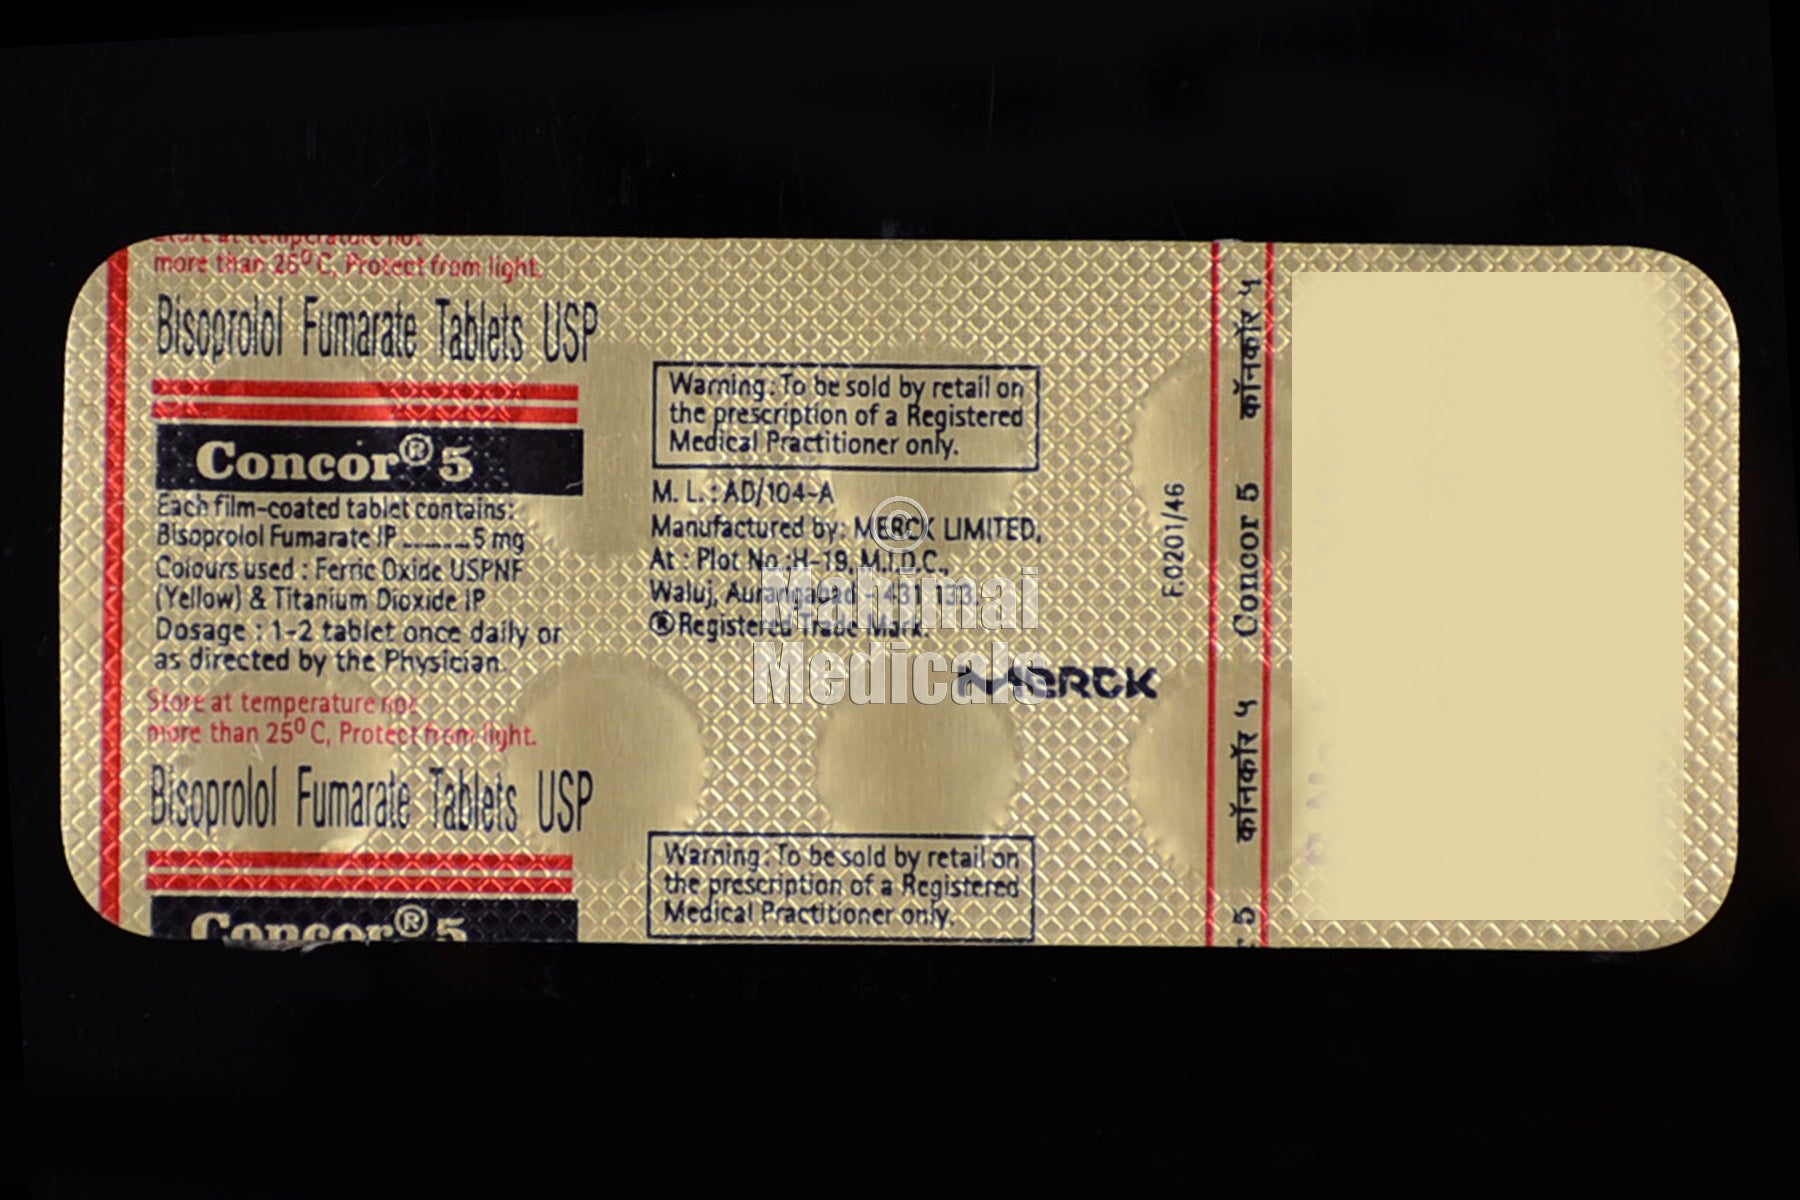 more than 25⁰ C, Protect from light.
Bisoprolol Fumarate Tablets USP
Concor® 5
Each film-coated tablet contains:
Bisoprolol Fumarate IP ........ 5 mg
Colours used : Ferric Oxide USPNF
(Yellow) & Titanium Dioxide IP
Dosage : 1-2 tablet once daily or
as directed by the Physician.
Store at temperature not
more than 25⁰ C, Protect from light.
Bisoprolol Fumarate Tablets USP
Concor® 5
Warning : To be sold by retail on
the prescription of a Registered
Medical Practitioner only.
M. L. : AD/104-A
Manufactured by: MERCK LIMITED,
At : Plot No.:H-19, M.I.D.C.,
Waluj, Aurangabad - 431 133.
® Registered Trade Mark.
MERCK
Warning : To be sold by retail on
the prescription of a Registered
Medical Practitioner only.
F.0201/46
5 कॉनकॉर ५ Concor 5 कॉनकॉर ५
©
Mahimai
Medicals